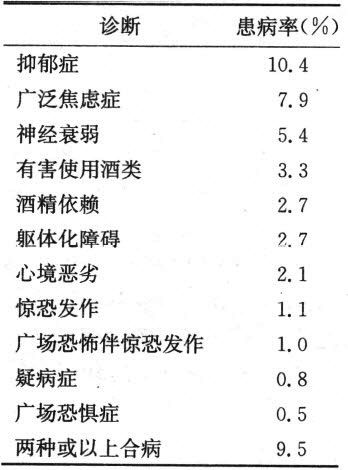 诊断 患病率(%)
抑郁症 10.4
广泛焦虑症 7.9
神经衰弱 5.4
有害使用酒类 3.3
酒精依赖 2.7
躯体化障碍 2.7
心境恶劣 2.1
惊恐发作 1.1
广场恐怖伴惊恐发作 1.0
疑病症 0.8
广场恐惧症 0.5
两种或以上合病 9.5